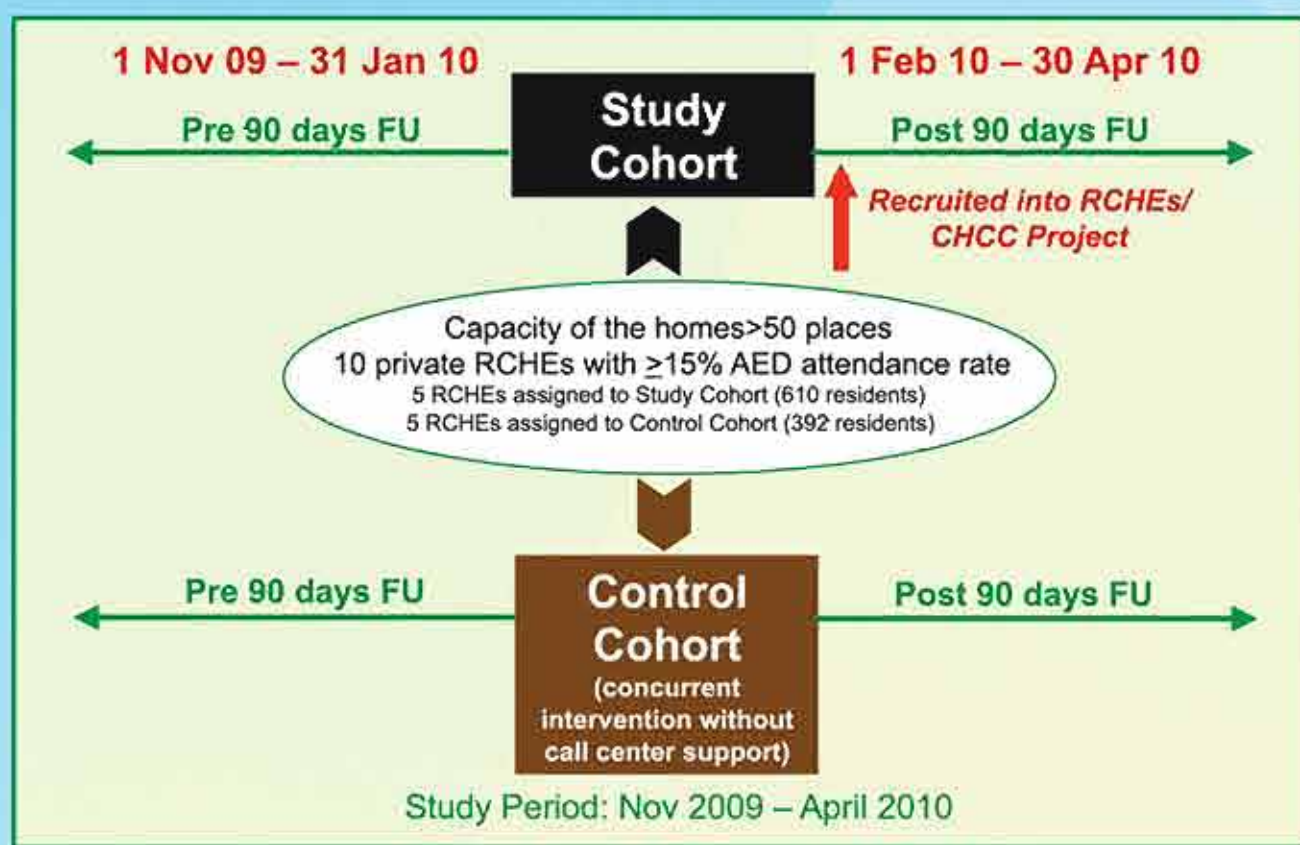 1 Nov 09 – 31 Jan 10
1 Feb 10 – 30 Apr 10
Pre 90 days FU
Study
Cohort
Post 90 days FU
Recruited into RCHEs/
CHCC Project
Capacity of the homes>50 places
10 private RCHEs with ≥15% AED attendance rate
5 RCHEs assigned to Study Cohort (610 residents)
5 RCHEs assigned to Control Cohort (392 residents)
Pre 90 days FU
Control
Cohort
(concurrent
intervention without
call center support)
Post 90 days FU
Study Period: Nov 2009 – April 2010